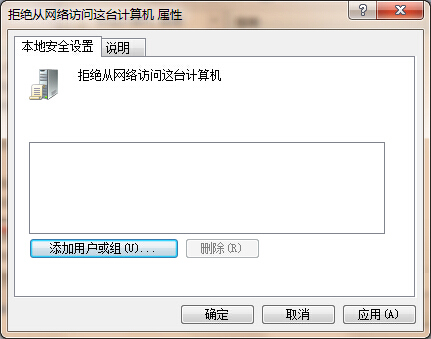 拒绝从网络访问这台计算机 属性
本地安全设置 说明
拒绝从网络访问这台计算机
添加用户或组(U)... 删除(R)
确定 取消 应用(A)